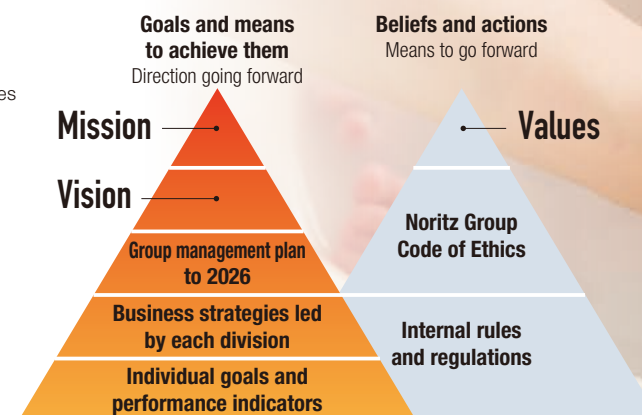 Goals and means
to achieve them
Direction going forward
Beliefs and actions
Means to go forward
es
Mission
Values
Vision
Noritz Group
Code of Ethics
Group management plan
to 2026
Business strategies led
by each division
Internal rules
and regulations
Individual goals and
performance indicators